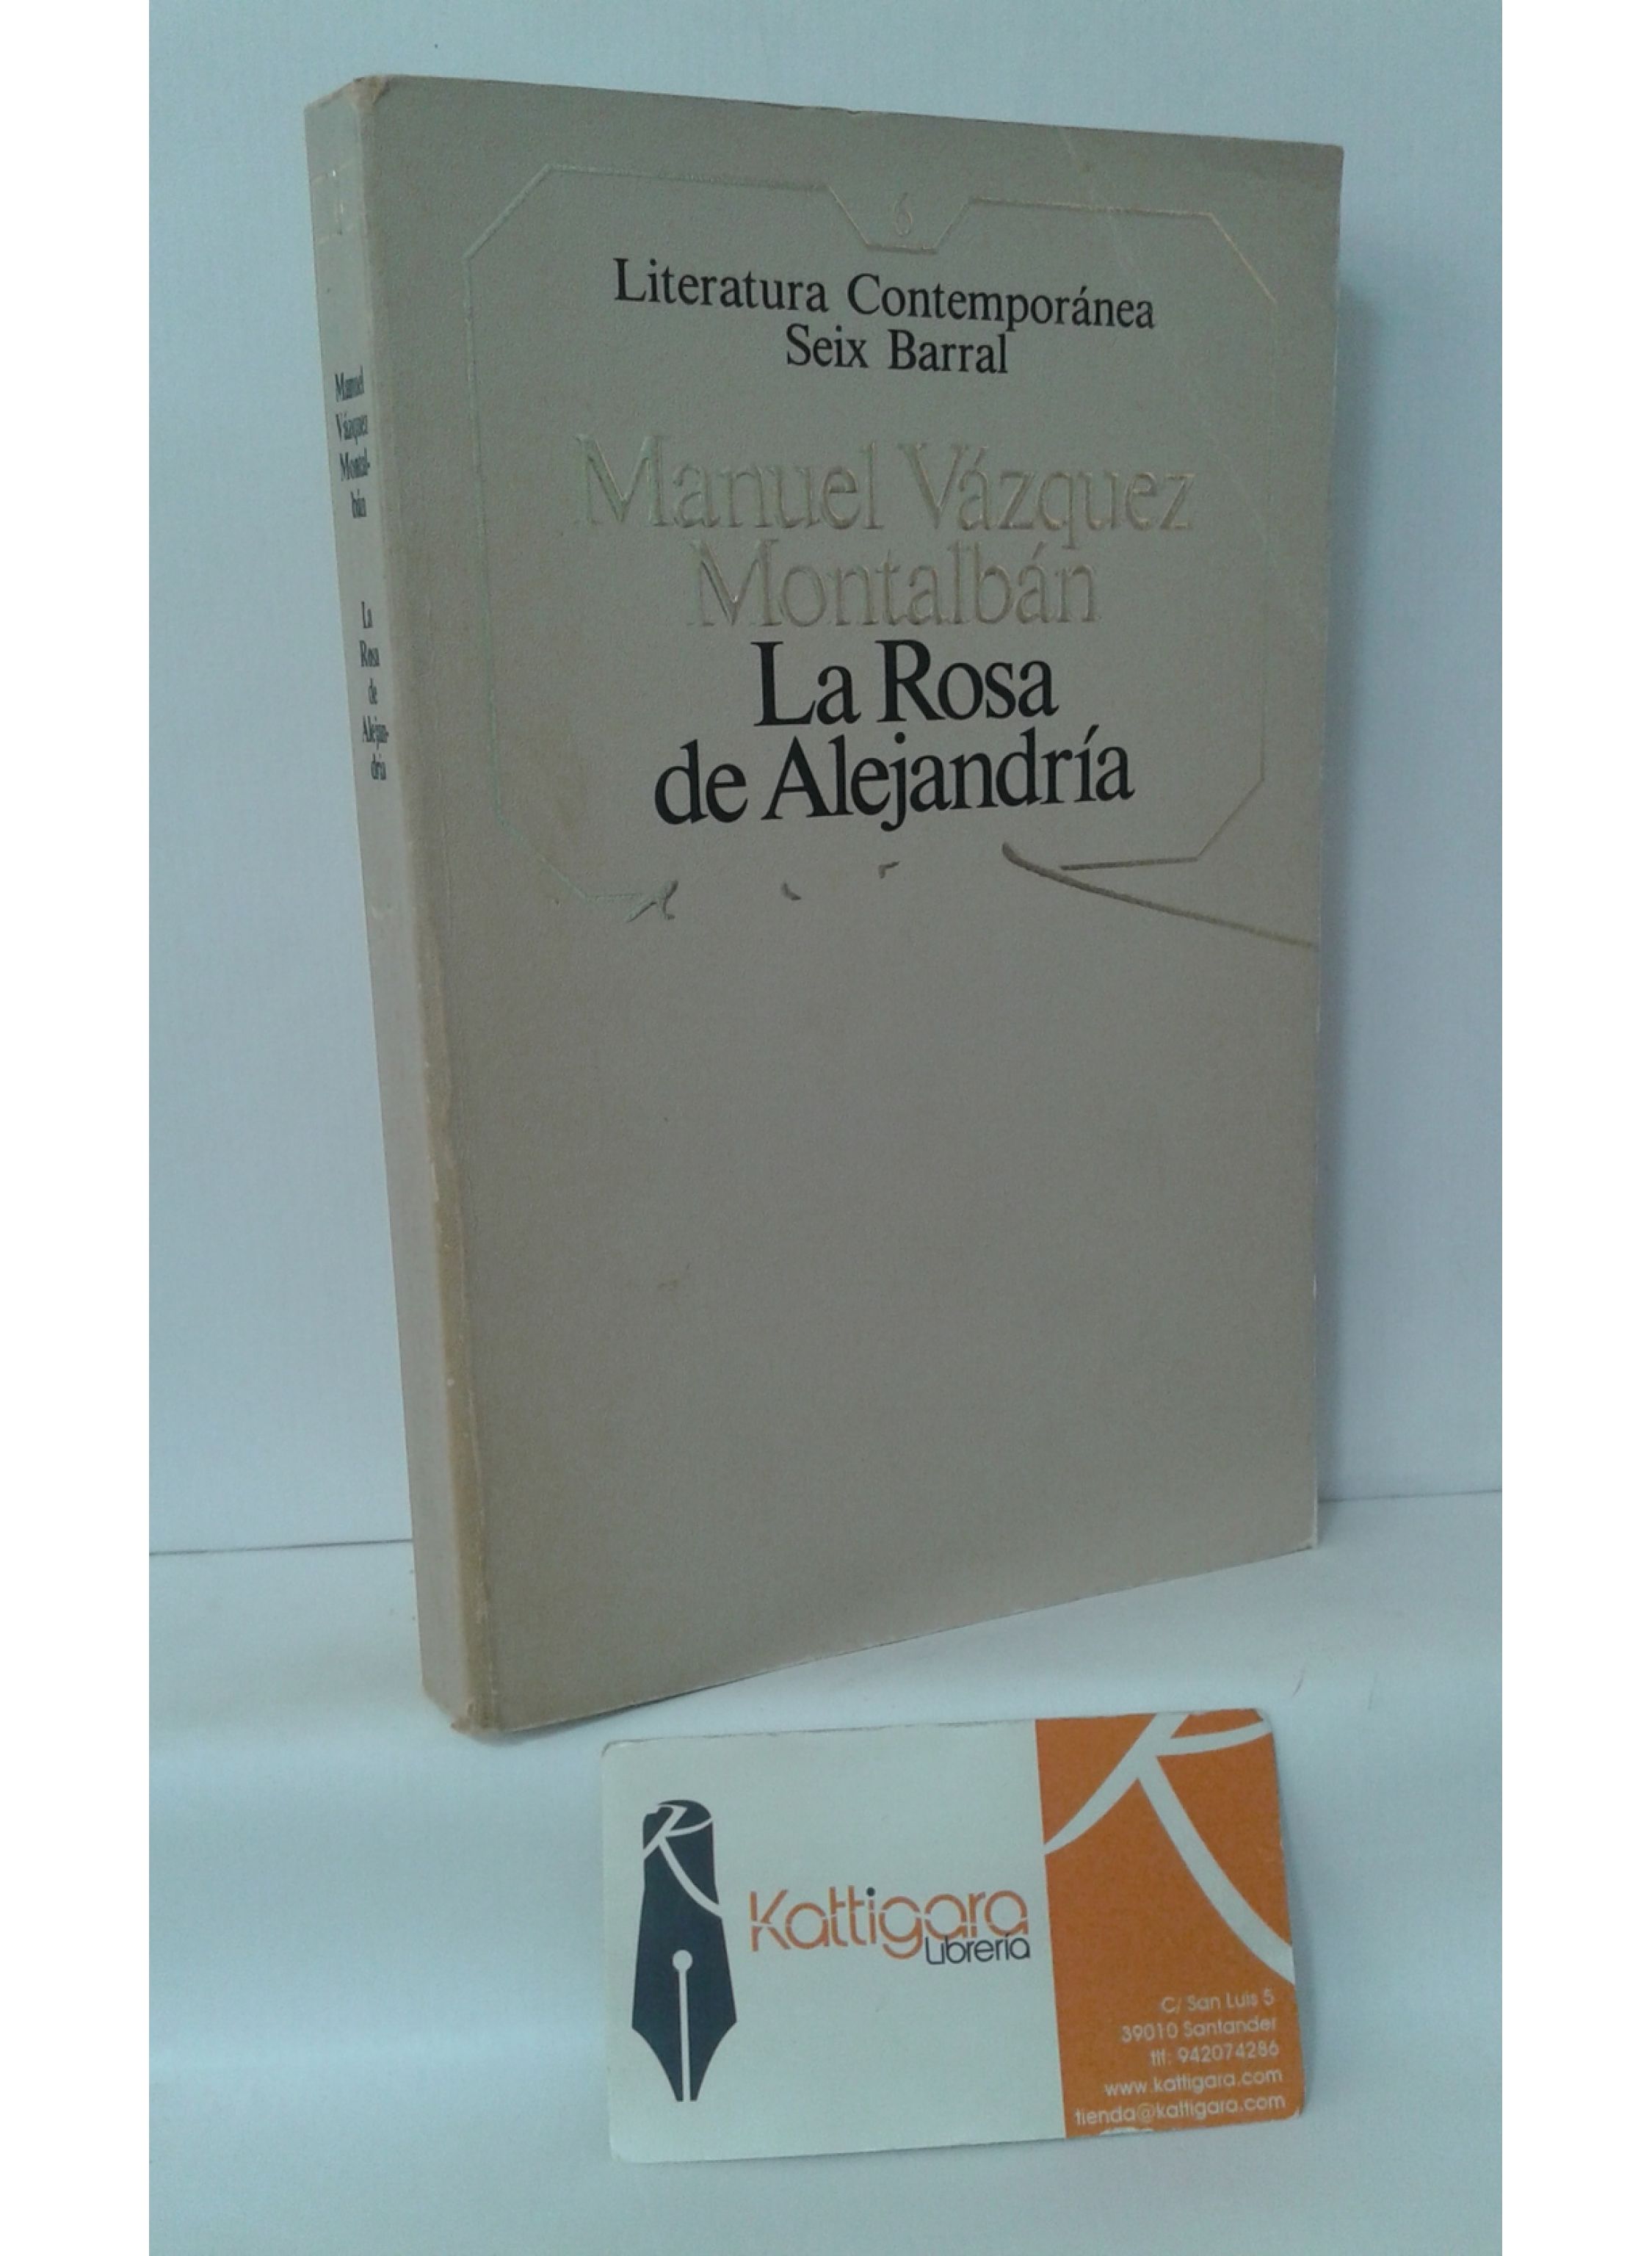 6
Literatura Contemporánea
Seix Barral
Manuel Vázquez
Montalbán
La Rosa
de Alejandría
Manuel
Vázquez
Montal-
bán
La
Rosa
de
Alejan-
dría
Kattigara
Librería
C/ San Luis 5
39010 Santander
tlf: 942074286
www.kattigara.com
tienda@kattigara.com